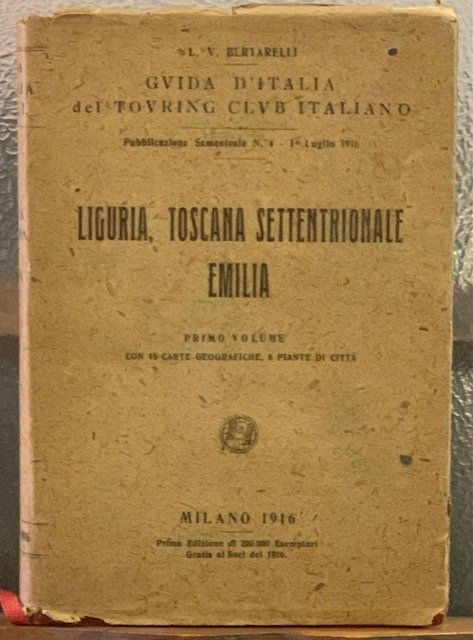 L. V. BERTARELLI
GVIDA D'ITALIA
del TOVRING CLVB ITALIANO
Pubblicazione Semestrale N. 4 - 1° Luglio 1916
LIGURIA, TOSCANA SETTENTRIONALE
EMILIA
PRIMO VOLUME
CON 15 CARTE GEOGRAFICHE, 8 PIANTE DI CITTÀ
MILANO 1916
Prima Edizione di 200.000 Esemplari
Gratis ai Soci del 1916.